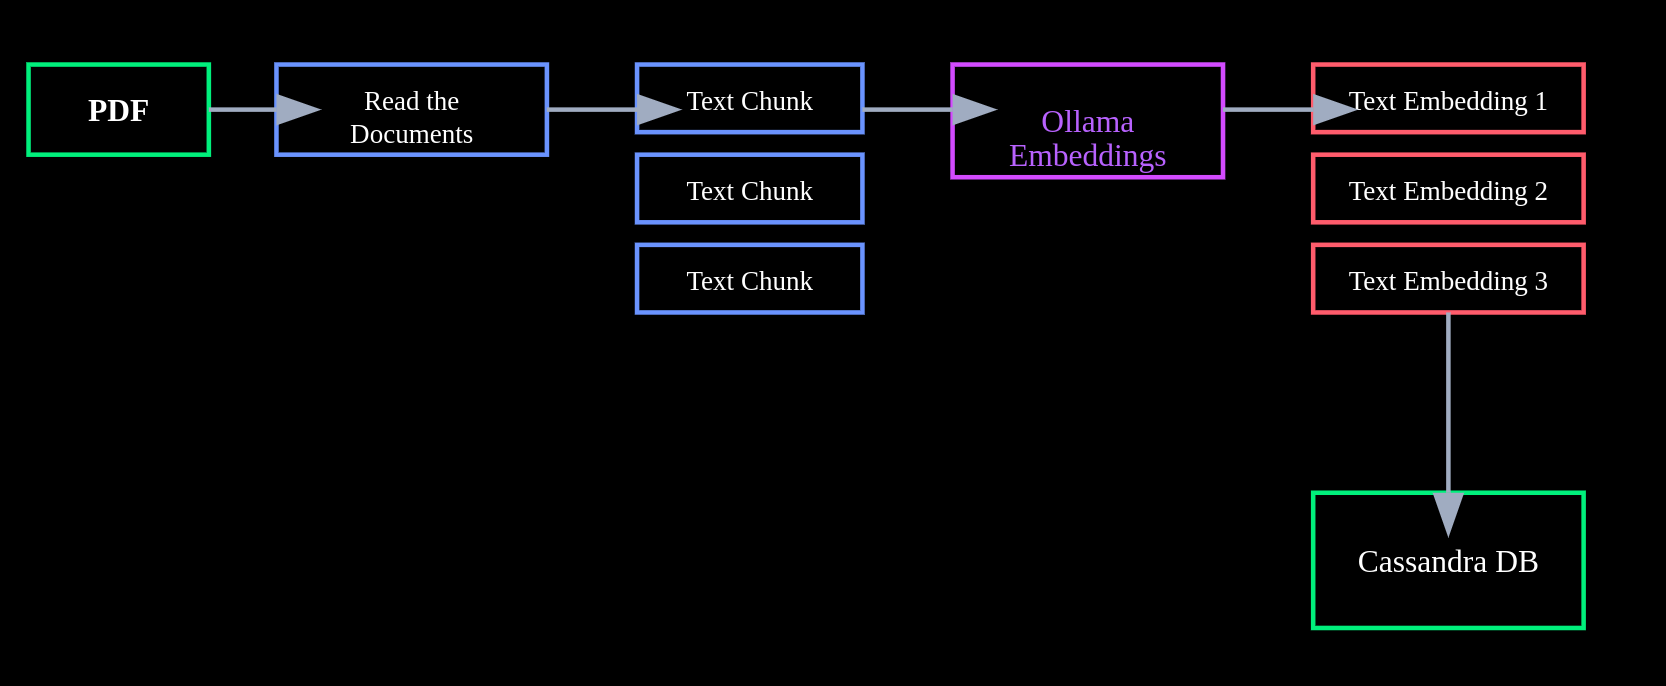 PDF
Read the
Documents
Text Chunk
Text Chunk
Text Chunk
Ollama
Embeddings
Text Embedding 1
Text Embedding 2
Text Embedding 3
Cassandra DB